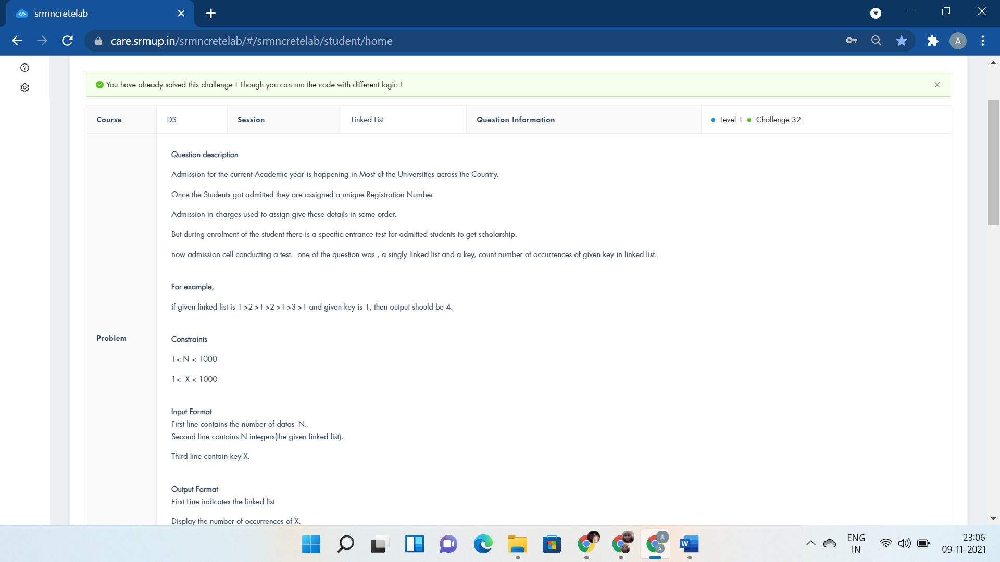 srmncretelab
care.srmup.in/srmncretelab/#/srmncretelab/student/home
A
You have already solved this challenge ! Though you can run the code with different logic !
Course DS Session Linked List Question Information Level 1 Challenge 32
Question description
Admission for the current Academic year is happening in Most of the Universities across the Country.
Once the Students got admitted they are assigned a unique Registration Number.
Admission in charges used to assign give these details in some order.
But during enrolment of the student there is a specific entrance test for admitted students to get scholarship.
now admission cell conducting a test. one of the question was , a singly linked list and a key, count number of occurrences of given key in linked list.
For example,
if given linked list is 1->2->1->2->1->3->1 and given key is 1, then output should be 4.
Problem
Constraints
1< N < 1000
1< X < 1000
Input Format
First line contains the number of datas- N.
Second line contains N integers(the given linked list).
Third line contain key X.
Output Format
First Line indicates the linked list
Display the number of occurrences of X.
A
A
W
ENG
IN
23:06
09-11-2021